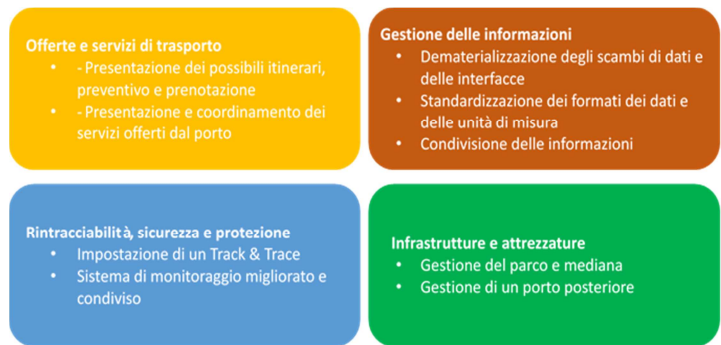 Offerte e servizi di trasporto
• - Presentazione dei possibili itinerari,
preventivo e prenotazione
• - Presentazione e coordinamento dei
servizi offerti dal porto
Gestione delle informazioni
• Dematerializzazione degli scambi di dati e
delle interfacce
• Standardizzazione dei formati dei dati e
delle unità di misura
• Condivisione delle informazioni
Rintracciabilità, sicurezza e protezione
• Impostazione di un Track & Trace
• Sistema di monitoraggio migliorato e
condiviso
Infrastrutture e attrezzature
• Gestione del parco e mediana
• Gestione di un porto posteriore